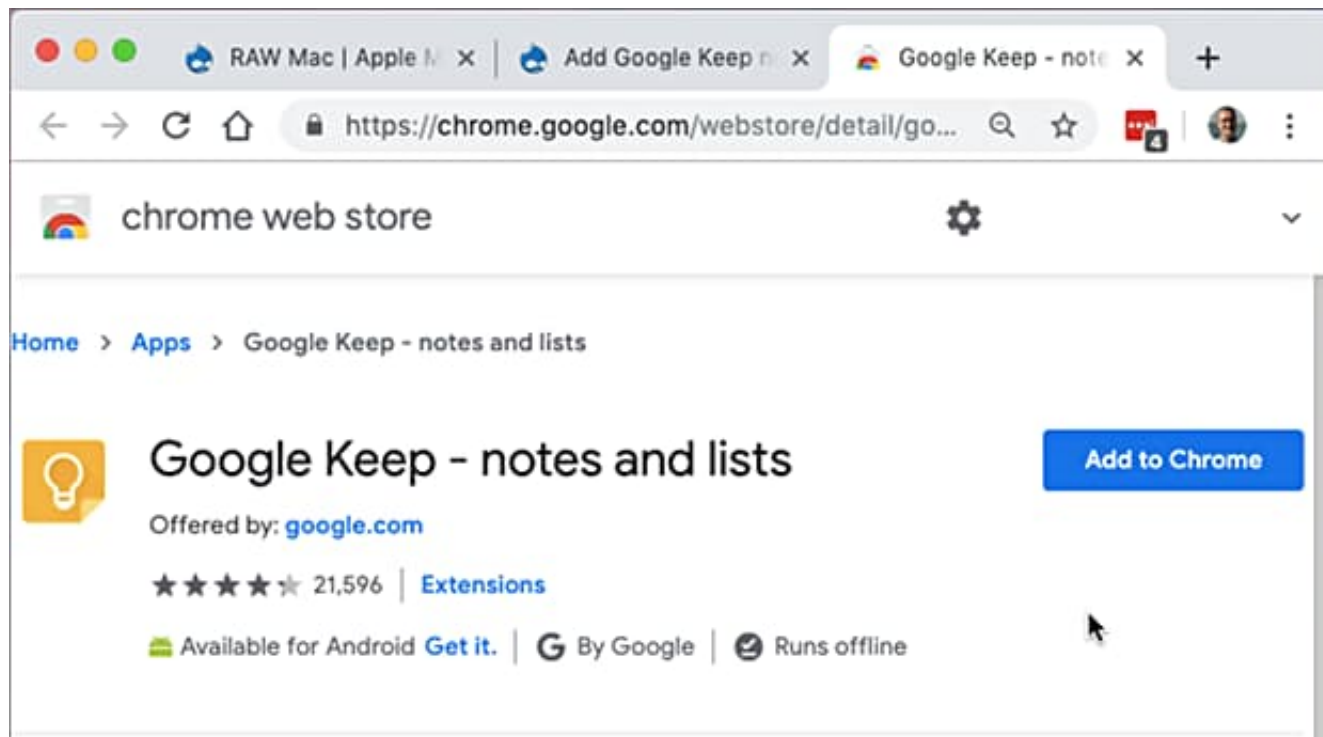 RAW Mac | Apple M
Add Google Keep n
Google Keep - note
https://chrome.google.com/webstore/detail/go...
4
chrome web store
Home > Apps > Google Keep - notes and lists
Google Keep - notes and lists
Add to Chrome
Offered by: google.com
21,596 | Extensions
Available for Android Get it. | G By Google | Runs offline